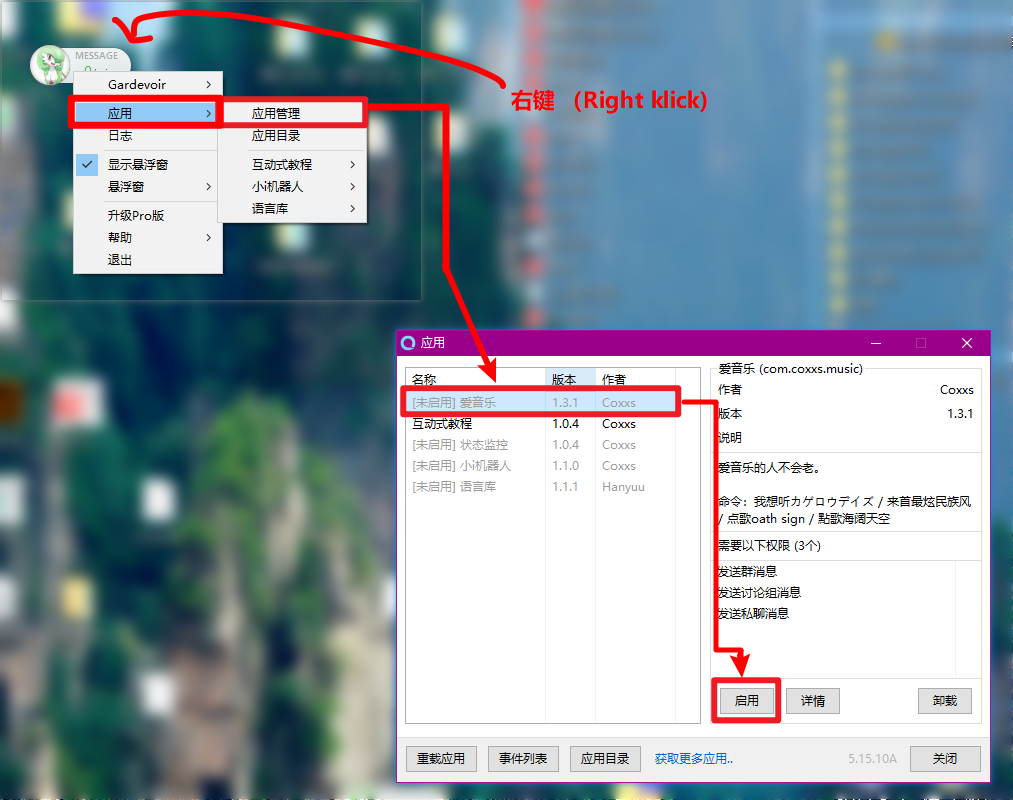 MESSAGE
右键 （Right klick）
Gardevoir
应用
日志
显示悬浮窗
悬浮窗
升级Pro版
帮助
退出
应用管理
应用目录
互动式教程
小i机器人
语言库
应用
名称 版本 作者
[未启用] 爱音乐 1.3.1 Coxxs
互动式教程 1.0.4 Coxxs
[未启用] 状态监控 1.0.4 Coxxs
[未启用] 小i机器人 1.1.0 Coxxs
[未启用] 语言库 1.1.1 Hanyuu
爱音乐 (com.coxxs.music)
作者 Coxxs
版本 1.3.1
说明
爱音乐的人不会老。
命令：我想听カゲロウデイズ / 来首最炫民族风
/ 点歌oath sign / 點歌海阔天空
需要以下权限 (3个)
发送群消息
发送讨论组消息
发送私聊消息
启用 详情 卸载
重载应用 事件列表 应用目录 获取更多应用.. 5.15.10A 关闭